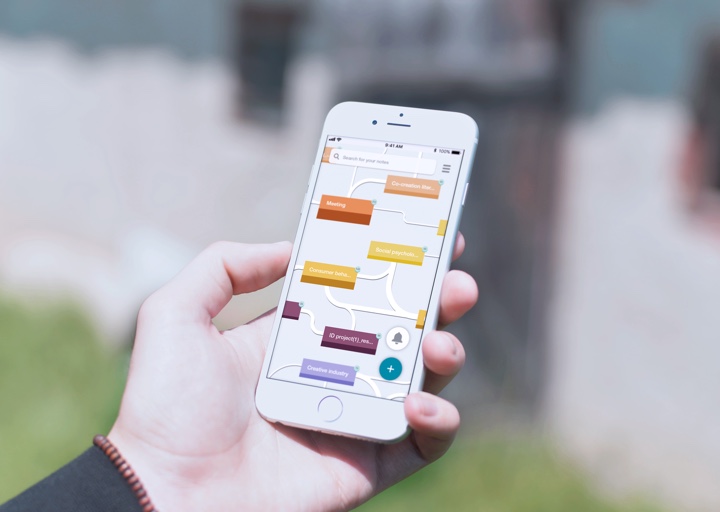 9:41 AM
100%
Search for your notes
Co-creation the...
Meeting
Social psycholo...
Consumer beha...
ID project(1)_res...
Creative industry